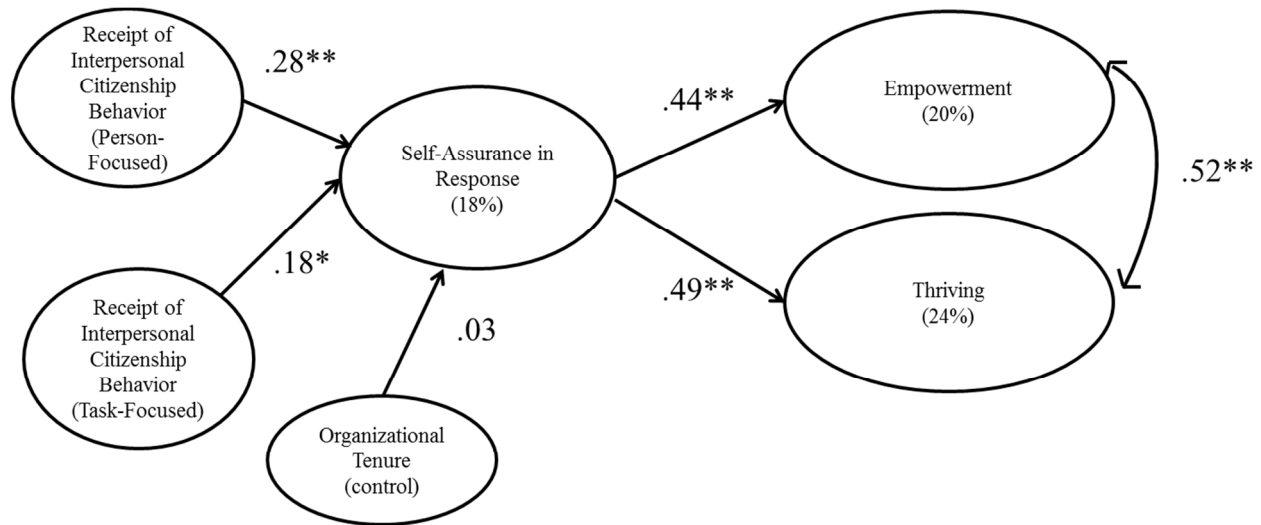 Receipt of
Interpersonal
Citizenship
Behavior
(Person-
Focused)
.28**
Receipt of
Interpersonal
Citizenship
Behavior
(Task-Focused)
.18*
Organizational
Tenure
(control)
.03
Self-Assurance in
Response
(18%)
.44**
.49**
Empowerment
(20%)
Thriving
(24%)
.52**